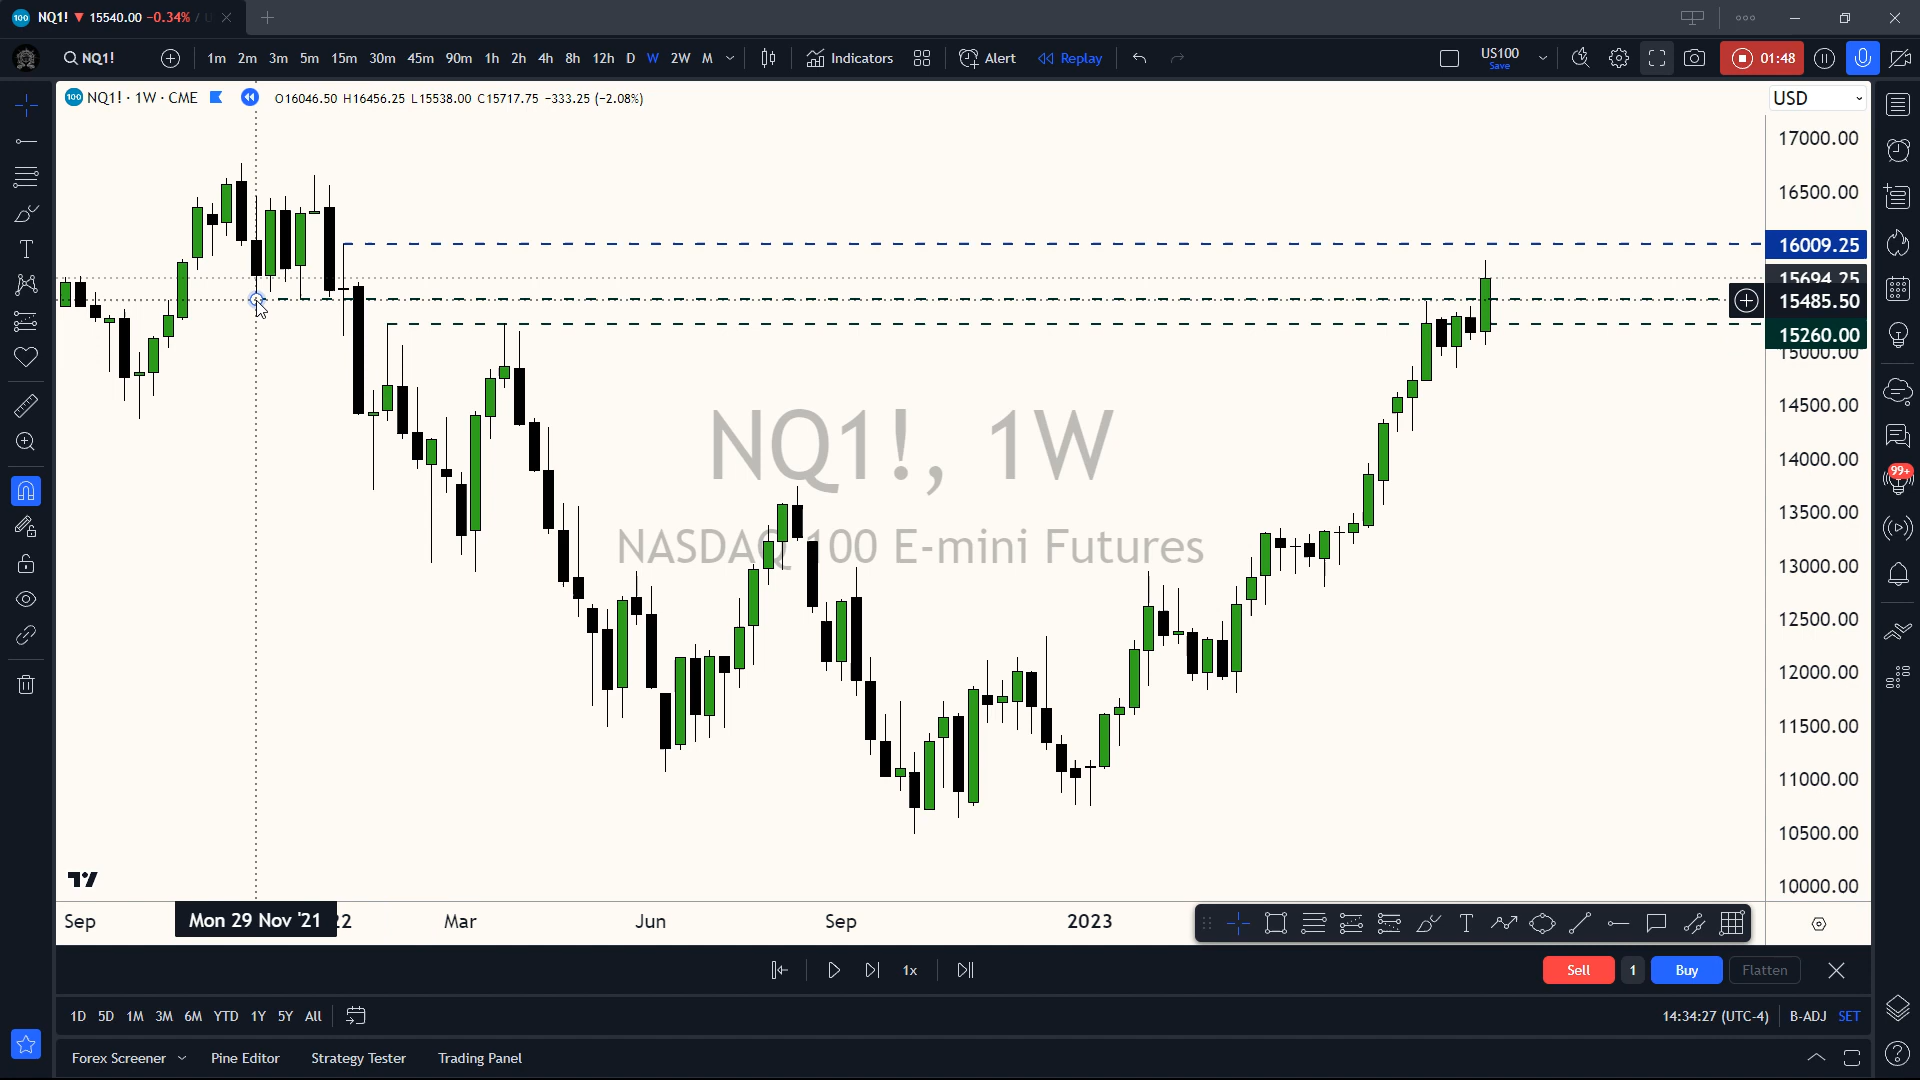 100 NQ1! ▼ 15540.00 −0.34% / U
NQ1! 1m 2m 3m 5m 15m 30m 45m 90m 1h 2h 4h 8h 12h D W 2W M Indicators Alert Replay US100 Save 01:48
100 NQ1! · 1W · CME O16046.50 H16456.25 L15538.00 C15717.75 −333.25 (−2.08%)
USD
17000.00
16500.00
16009.25
15694.25
15485.50
15260.00
15000.00
14500.00
14000.00
13500.00
13000.00
12500.00
12000.00
11500.00
11000.00
10500.00
10000.00
NQ1!, 1W
NASDAQ 100 E-mini Futures
99+
Sep Mon 29 Nov '21 22 Mar Jun Sep 2023
1x Sell 1 Buy Flatten
1D 5D 1M 3M 6M YTD 1Y 5Y All 14:34:27 (UTC-4) B-ADJ SET
Forex Screener Pine Editor Strategy Tester Trading Panel